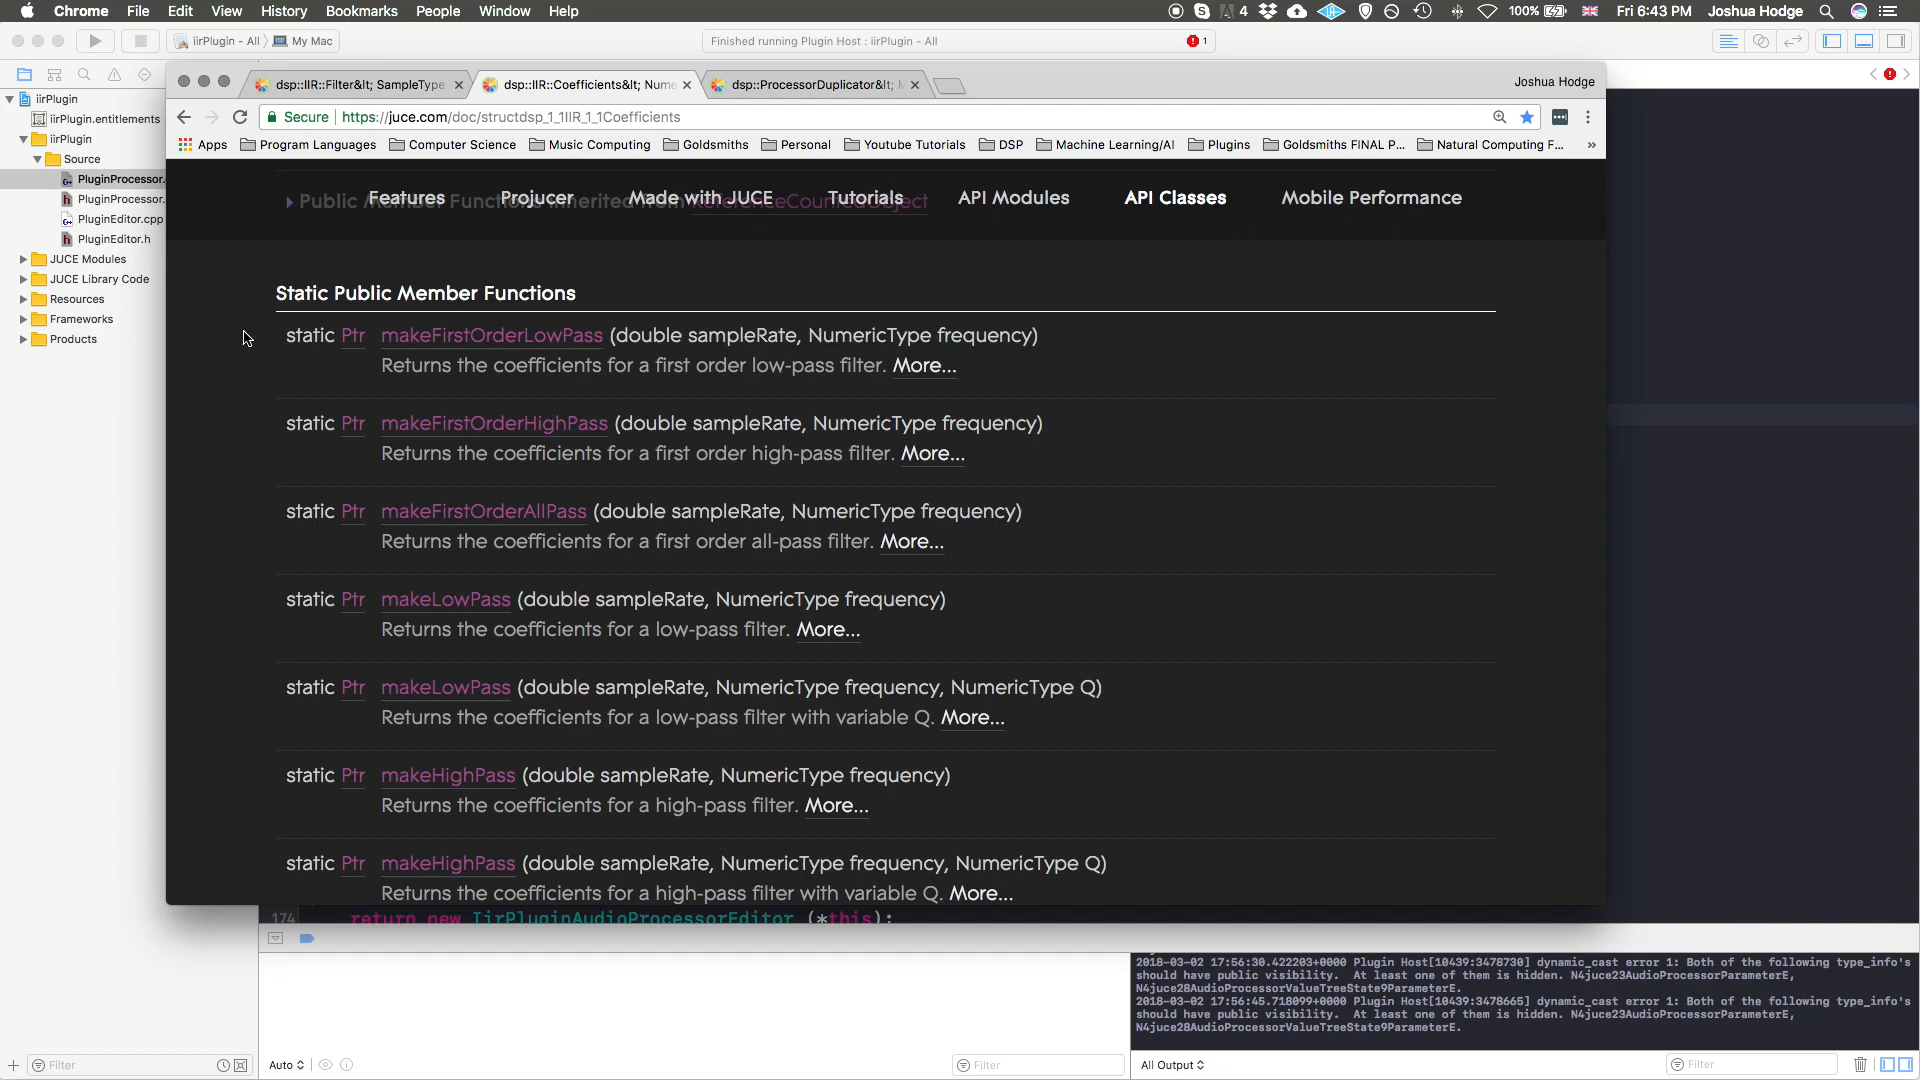 Chrome File Edit View History Bookmarks People Window Help 4 100% Fri 6:43 PM Joshua Hodge
iirPlugin - All My Mac Finished running Plugin Host : iirPlugin - All 1
dsp::IIR::Filter&lt; SampleType dsp::IIR::Coefficients&lt; Nume dsp::ProcessorDuplicator&lt; M Joshua Hodge
Secure https://juce.com/doc/structdsp_1_1IIR_1_1Coefficients
Apps Program Languages Computer Science Music Computing Goldsmiths Personal Youtube Tutorials DSP Machine Learning/AI Plugins Goldsmiths FINAL P... Natural Computing F... »
iirPlugin
iirPlugin.entitlements
iirPlugin
Source
PluginProcessor.
PluginProcessor.
PluginEditor.cpp
PluginEditor.h
JUCE Modules
JUCE Library Code
Resources
Frameworks
Products
Features Projucer Made with JUCE Tutorials API Modules API Classes Mobile Performance
Public Member Functions inherited from ReferenceCountedObject
Static Public Member Functions
static Ptr makeFirstOrderLowPass (double sampleRate, NumericType frequency)
Returns the coefficients for a first order low-pass filter. More...
static Ptr makeFirstOrderHighPass (double sampleRate, NumericType frequency)
Returns the coefficients for a first order high-pass filter. More...
static Ptr makeFirstOrderAllPass (double sampleRate, NumericType frequency)
Returns the coefficients for a first order all-pass filter. More...
static Ptr makeLowPass (double sampleRate, NumericType frequency)
Returns the coefficients for a low-pass filter. More...
static Ptr makeLowPass (double sampleRate, NumericType frequency, NumericType Q)
Returns the coefficients for a low-pass filter with variable Q. More...
static Ptr makeHighPass (double sampleRate, NumericType frequency)
Returns the coefficients for a high-pass filter. More...
static Ptr makeHighPass (double sampleRate, NumericType frequency, NumericType Q)
Returns the coefficients for a high-pass filter with variable Q. More...
174 return new IirPluginAudioProcessorEditor (*this);
2018-03-02 17:56:30.422203+0000 Plugin Host[10439:3478730] dynamic_cast error 1: Both of the following type_info's
should have public visibility. At least one of them is hidden. N4juce23AudioProcessorParameterE,
N4juce28AudioProcessorValueTreeState9ParameterE.
2018-03-02 17:56:45.718099+0000 Plugin Host[10439:3478665] dynamic_cast error 1: Both of the following type_info's
should have public visibility. At least one of them is hidden. N4juce23AudioProcessorParameterE,
N4juce28AudioProcessorValueTreeState9ParameterE.
Filter Auto Filter All Output Filter